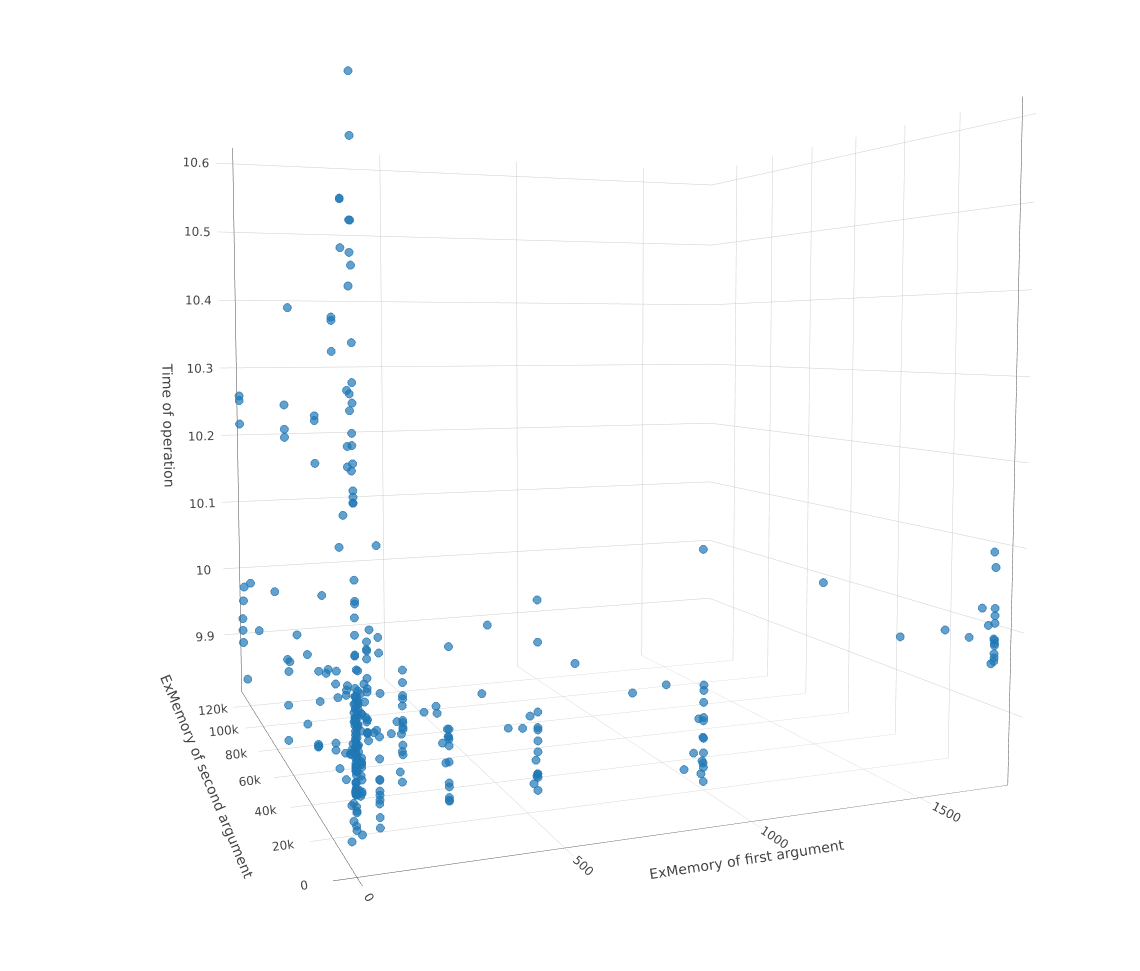 10.6
10.5
10.4
10.3
10.2
10.1
10
9.9
Time of operation
120k
100k
80k
60k
40k
20k
0
ExMemory of second argument
0
500
1000
1500
ExMemory of first argument